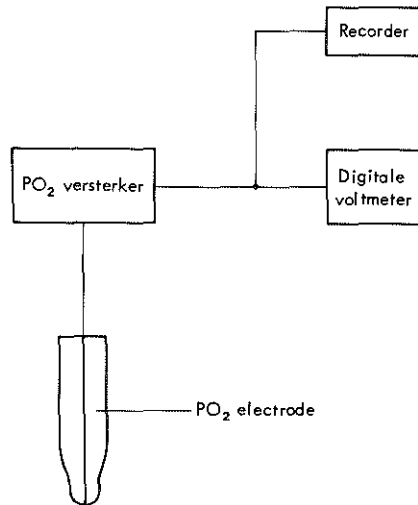 Recorder
PO₂ versterker
Digitale
voltmeter
PO₂ electrode